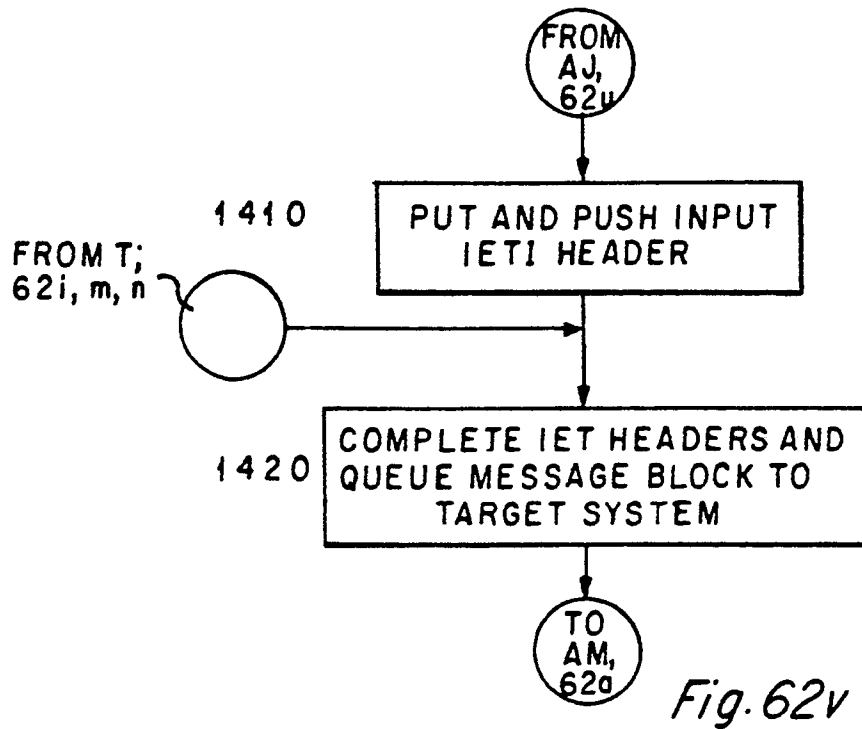 FROM
AJ,
62u
1410
PUT AND PUSH INPUT
IETI HEADER
FROM T;
62i, m, n
1420
COMPLETE IET HEADERS AND
QUEUE MESSAGE BLOCK TO
TARGET SYSTEM
TO
AM,
62a
Fig. 62v